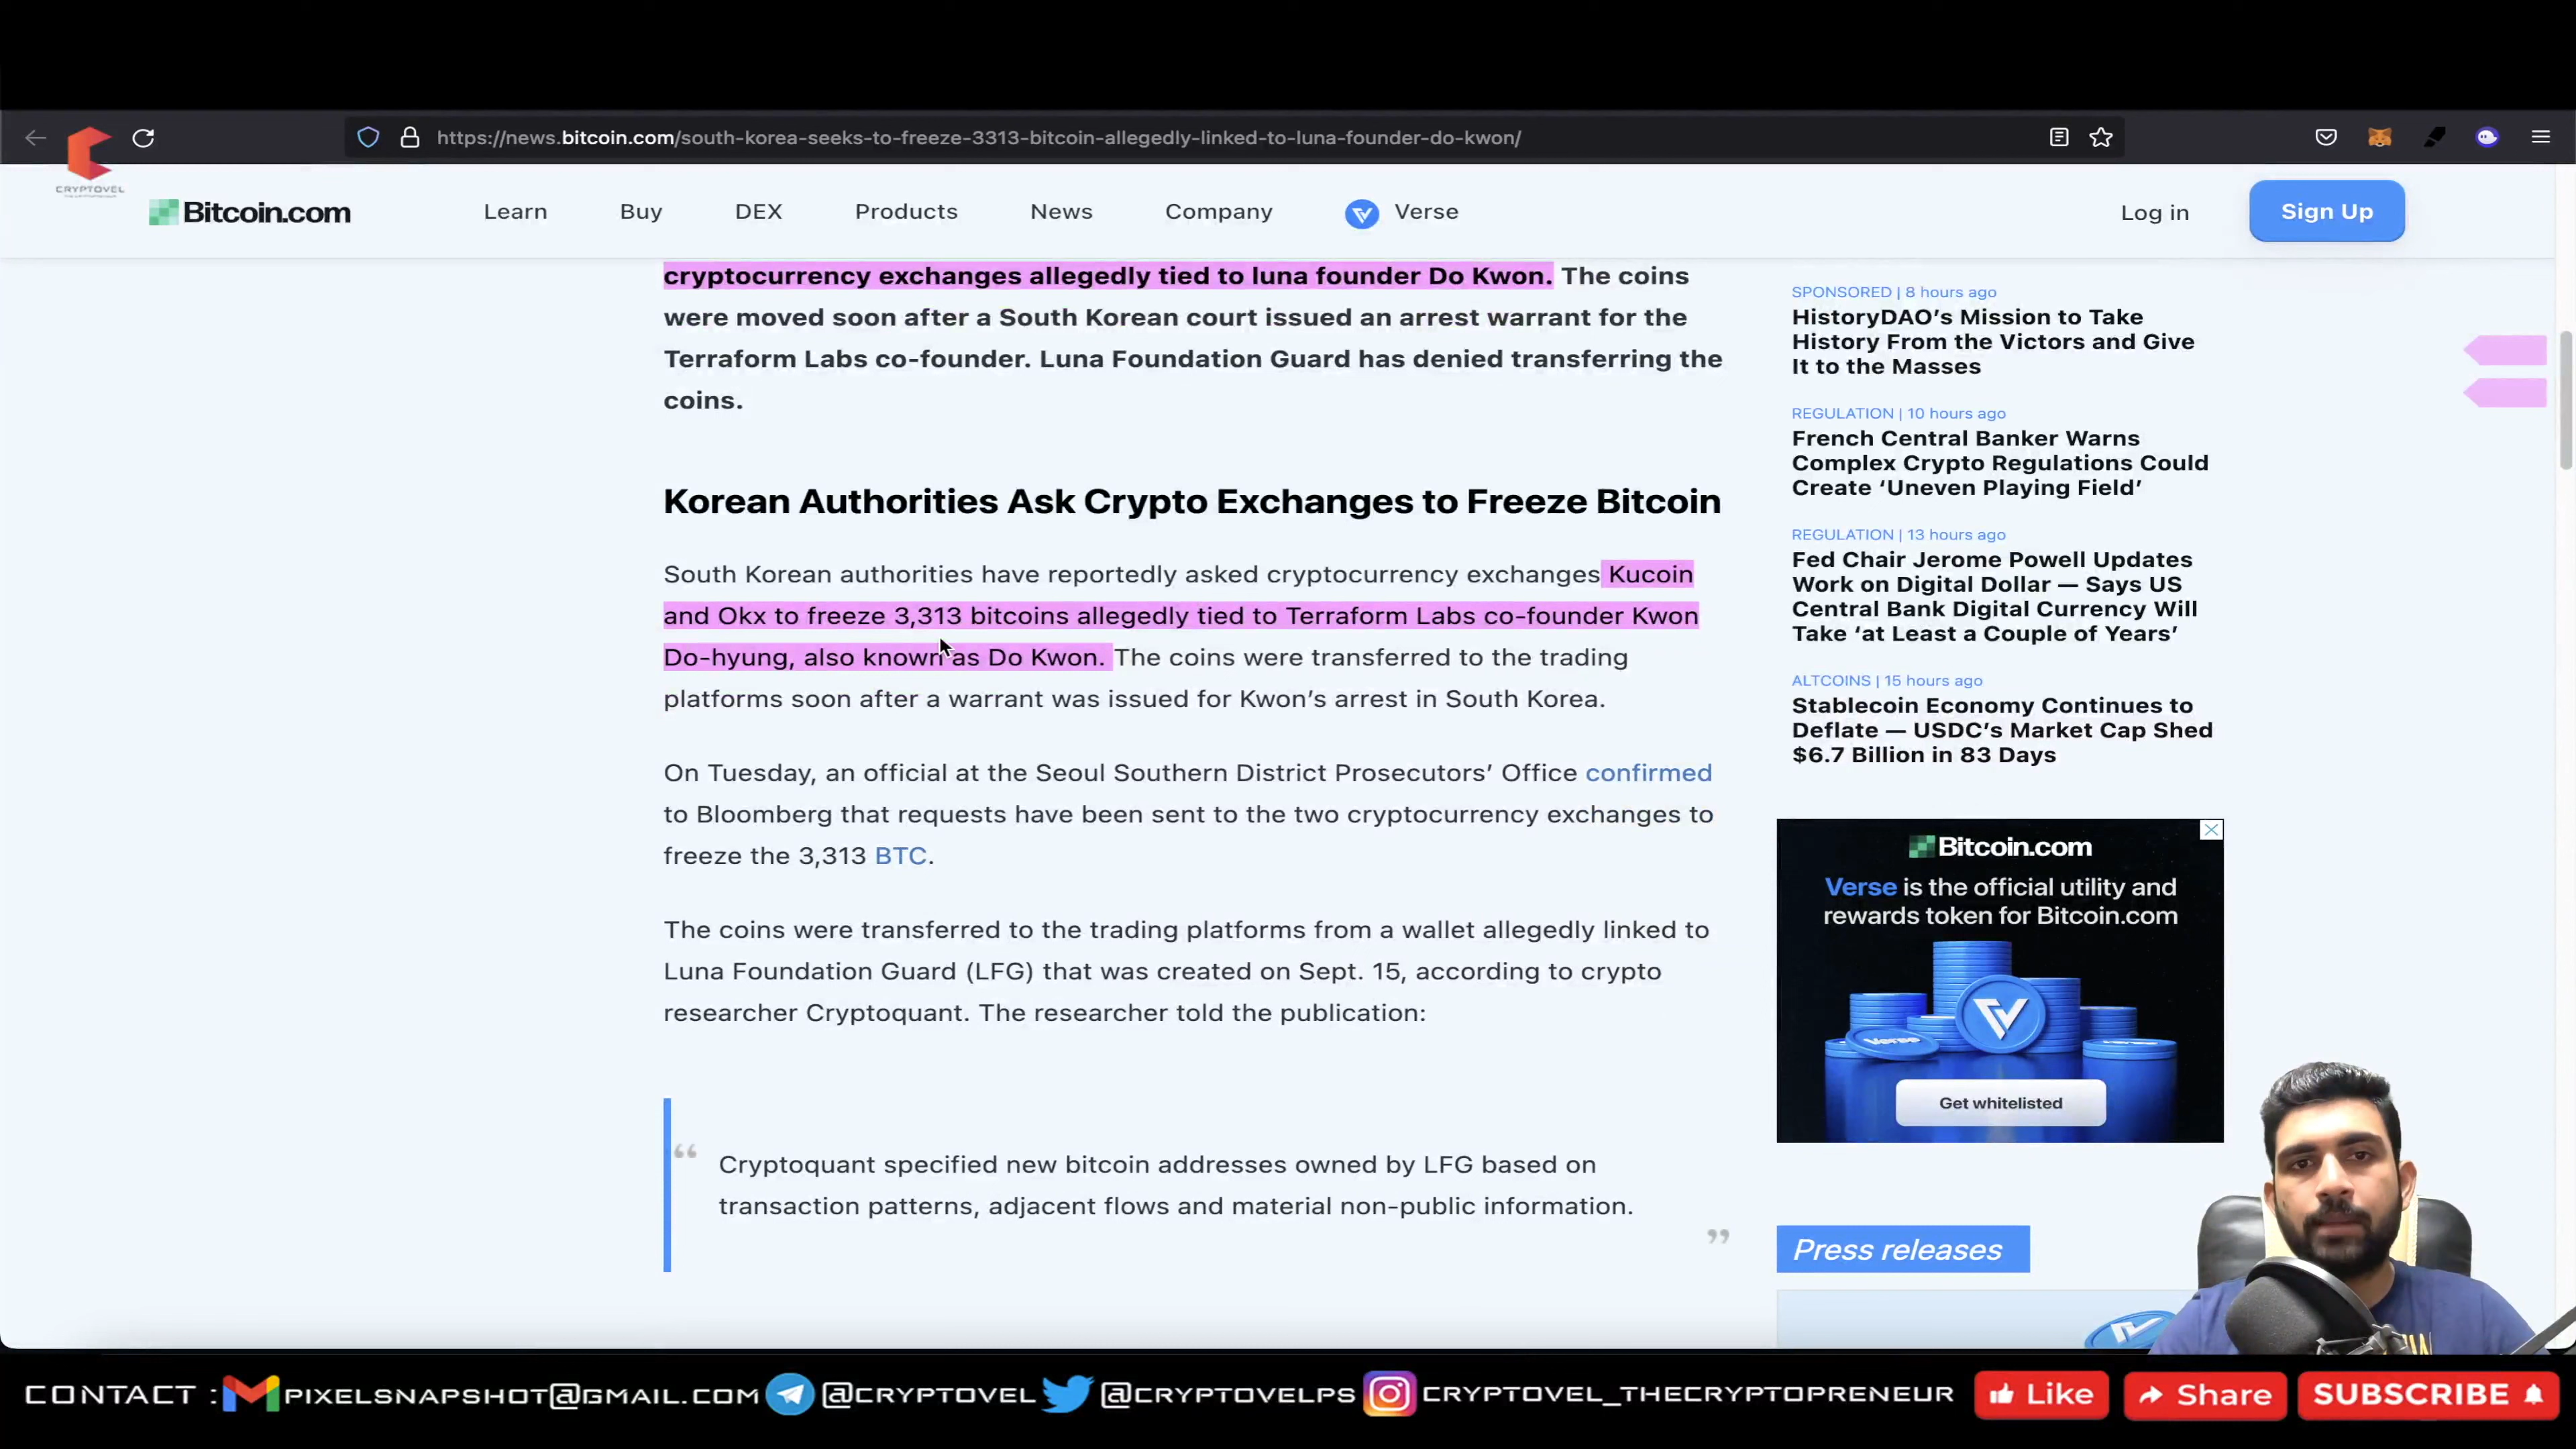 https://news.bitcoin.com/south-korea-seeks-to-freeze-3313-bitcoin-allegedly-linked-to-luna-founder-do-kwon/
CRYPTOVEL
Bitcoin.com
Learn
Buy
DEX
Products
News
Company
Verse
Log in
Sign Up
cryptocurrency exchanges allegedly tied to luna founder Do Kwon. The coins
were moved soon after a South Korean court issued an arrest warrant for the
Terraform Labs co-founder. Luna Foundation Guard has denied transferring the
coins.
Korean Authorities Ask Crypto Exchanges to Freeze Bitcoin
South Korean authorities have reportedly asked cryptocurrency exchanges Kucoin
and Okx to freeze 3,313 bitcoins allegedly tied to Terraform Labs co-founder Kwon
Do-hyung, also known as Do Kwon. The coins were transferred to the trading
platforms soon after a warrant was issued for Kwon's arrest in South Korea.
On Tuesday, an official at the Seoul Southern District Prosecutors' Office confirmed
to Bloomberg that requests have been sent to the two cryptocurrency exchanges to
freeze the 3,313 BTC.
The coins were transferred to the trading platforms from a wallet allegedly linked to
Luna Foundation Guard (LFG) that was created on Sept. 15, according to crypto
researcher Cryptoquant. The researcher told the publication:
“
Cryptoquant specified new bitcoin addresses owned by LFG based on
transaction patterns, adjacent flows and material non-public information.
”
SPONSORED | 8 hours ago
HistoryDAO's Mission to Take
History From the Victors and Give
It to the Masses
REGULATION | 10 hours ago
French Central Banker Warns
Complex Crypto Regulations Could
Create ‘Uneven Playing Field’
REGULATION | 13 hours ago
Fed Chair Jerome Powell Updates
Work on Digital Dollar — Says US
Central Bank Digital Currency Will
Take ‘at Least a Couple of Years’
ALTCOINS | 15 hours ago
Stablecoin Economy Continues to
Deflate — USDC's Market Cap Shed
$6.7 Billion in 83 Days
Bitcoin.com
Verse is the official utility and
rewards token for Bitcoin.com
Verse
Verse
Get whitelisted
Press releases
CONTACT : PIXELSNAPSHOT@GMAIL.COM @CRYPTOVEL @CRYPTOVELPS CRYPTOVEL_THECRYPTOPRENEUR Like Share SUBSCRIBE